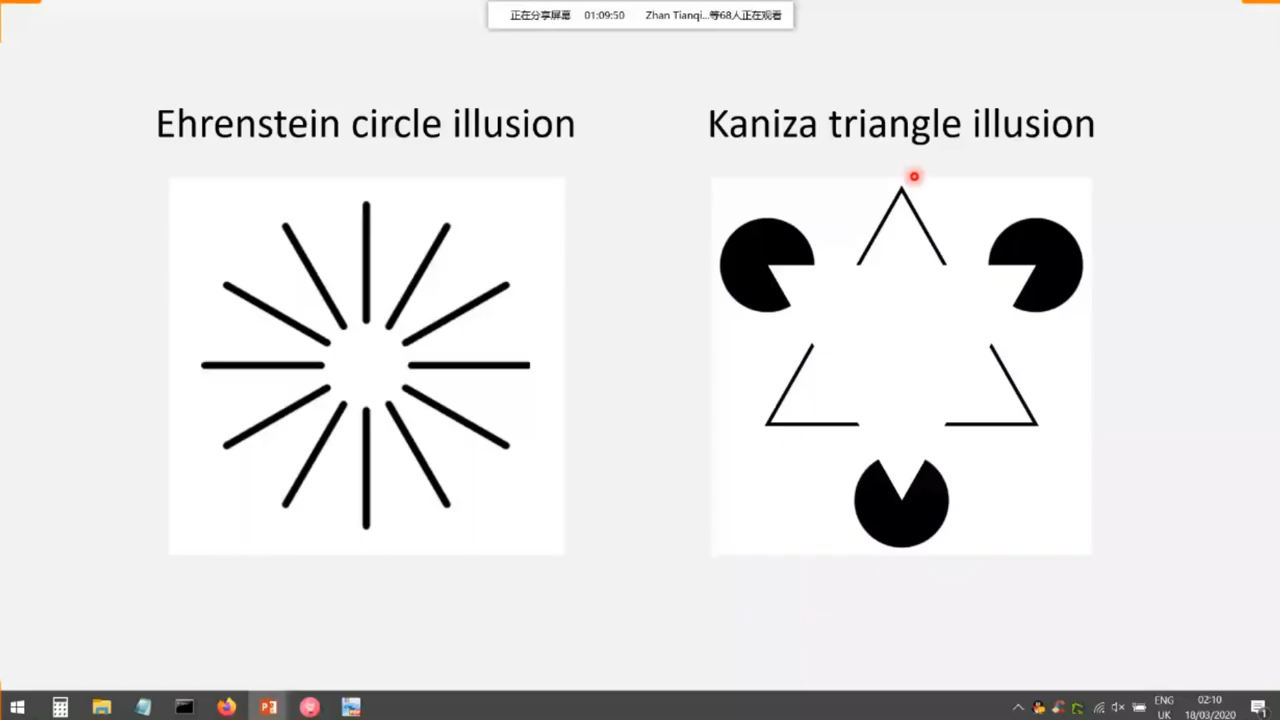 正在分享屏幕 01:09:50 Zhan Tianqi...等68人正在观看
Ehrenstein circle illusion
Kaniza triangle illusion
ENG
UK
02:10
18/03/2020